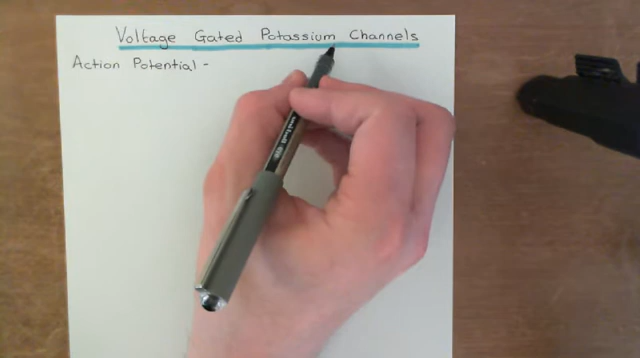 Voltage Gated Potassium Channels
Action Potential -